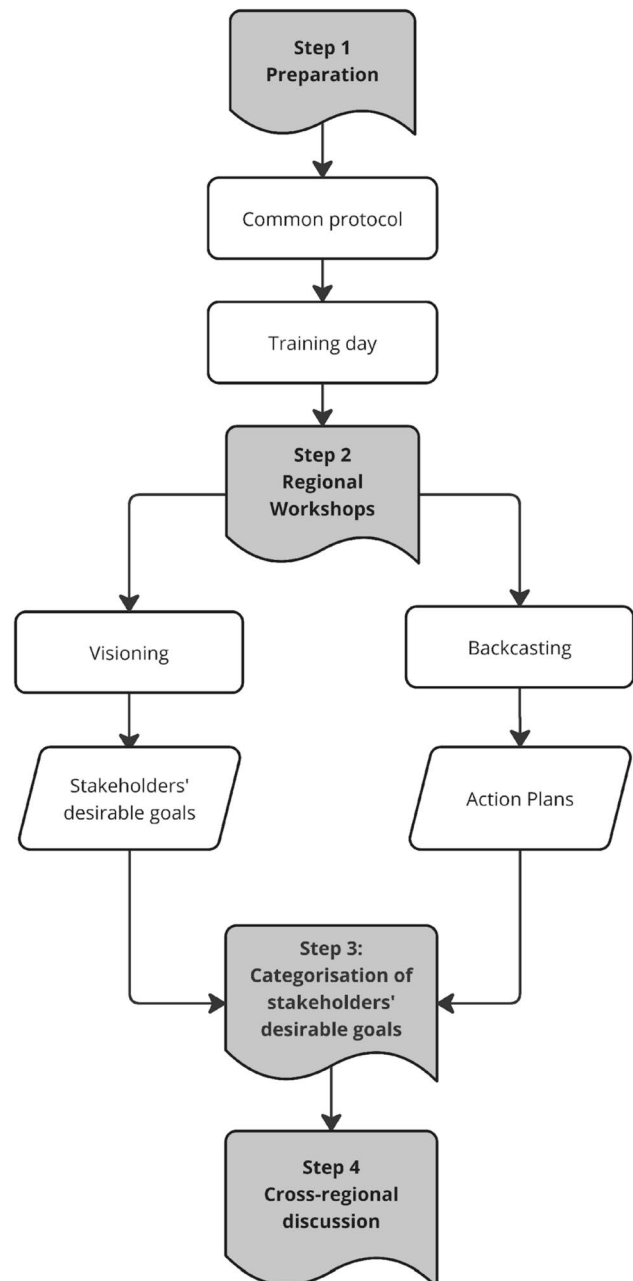 Step 1
Preparation
Common protocol
Training day
Step 2
Regional
Workshops
Visioning
Backcasting
Stakeholders'
desirable goals
Action Plans
Step 3:
Categorisation of
stakeholders'
desirable goals
Step 4
Cross-regional
discussion